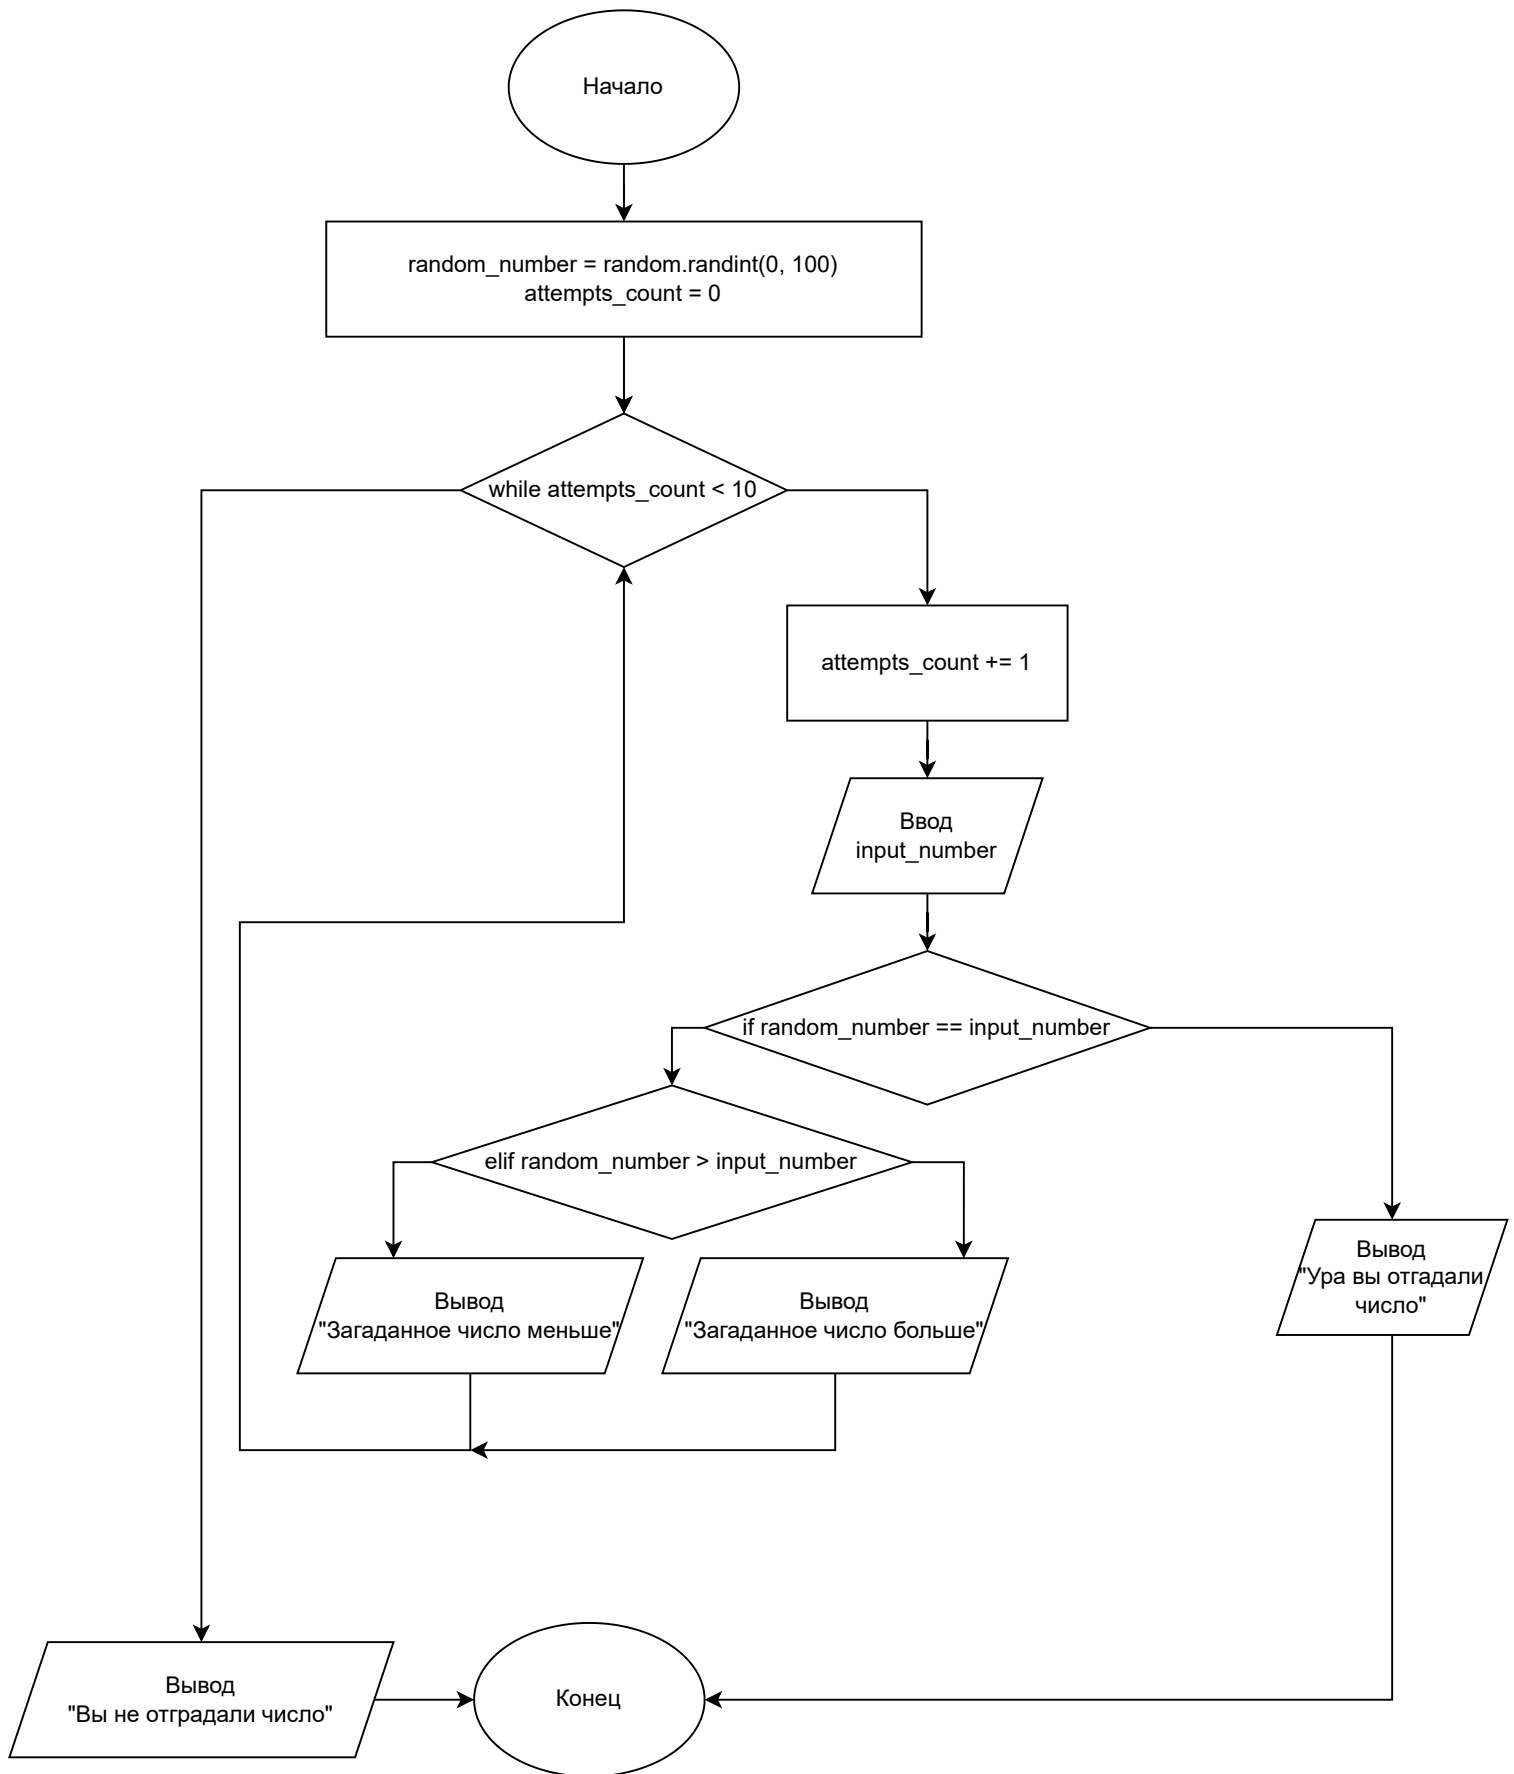 Начало
random_number = random.randint(0, 100)
attempts_count = 0
while attempts_count < 10
attempts_count += 1
Ввод
input_number
if random_number == input_number
elif random_number > input_number
Вывод
"Загаданное число меньше"
Вывод
"Загаданное число больше"
Вывод
"Ура вы отгадали
число"
Вывод
"Вы не отградали число"
Конец